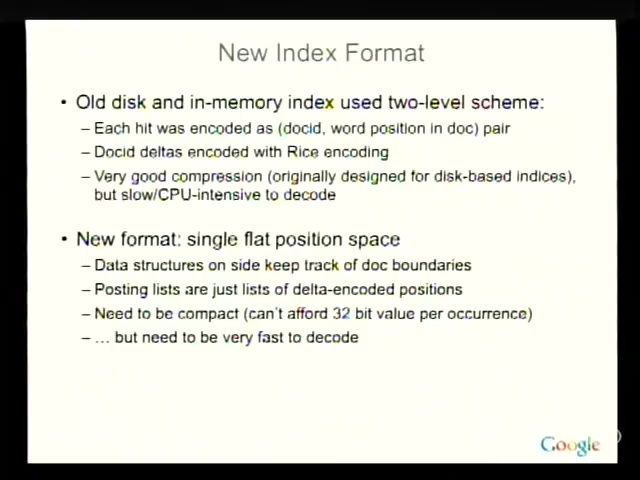 New Index Format
• Old disk and in-memory index used two-level scheme:
– Each hit was encoded as (docid, word position in doc) pair
– Docid deltas encoded with Rice encoding
– Very good compression (originally designed for disk-based indices),
but slow/CPU-intensive to decode
• New format: single flat position space
– Data structures on side keep track of doc boundaries
– Posting lists are just lists of delta-encoded positions
– Need to be compact (can't afford 32 bit value per occurrence)
– … but need to be very fast to decode
Google